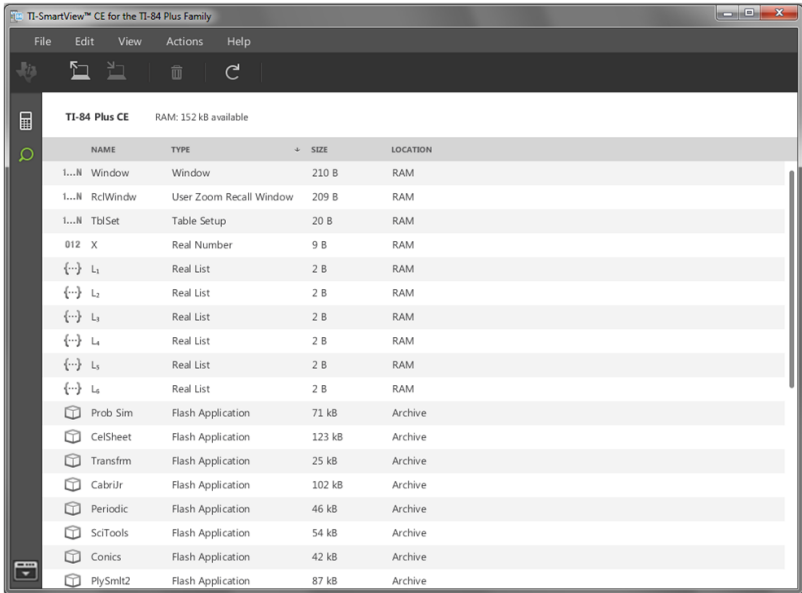 TI-SmartView™ CE for the TI-84 Plus Family
File Edit View Actions Help
TI-84 Plus CE RAM: 152 kB available
NAME TYPE SIZE LOCATION
1...N Window Window 210 B RAM
1...N RclWindw User Zoom Recall Window 209 B RAM
1...N TblSet Table Setup 20 B RAM
012 X Real Number 9 B RAM
{...} L₁ Real List 2 B RAM
{...} L₂ Real List 2 B RAM
{...} L₃ Real List 2 B RAM
{...} L₄ Real List 2 B RAM
{...} L₅ Real List 2 B RAM
{...} L₆ Real List 2 B RAM
Prob Sim Flash Application 71 kB Archive
CelSheet Flash Application 123 kB Archive
Transfrm Flash Application 25 kB Archive
CabriJr Flash Application 102 kB Archive
Periodic Flash Application 46 kB Archive
SciTools Flash Application 54 kB Archive
Conics Flash Application 42 kB Archive
PlySmlt2 Flash Application 87 kB Archive